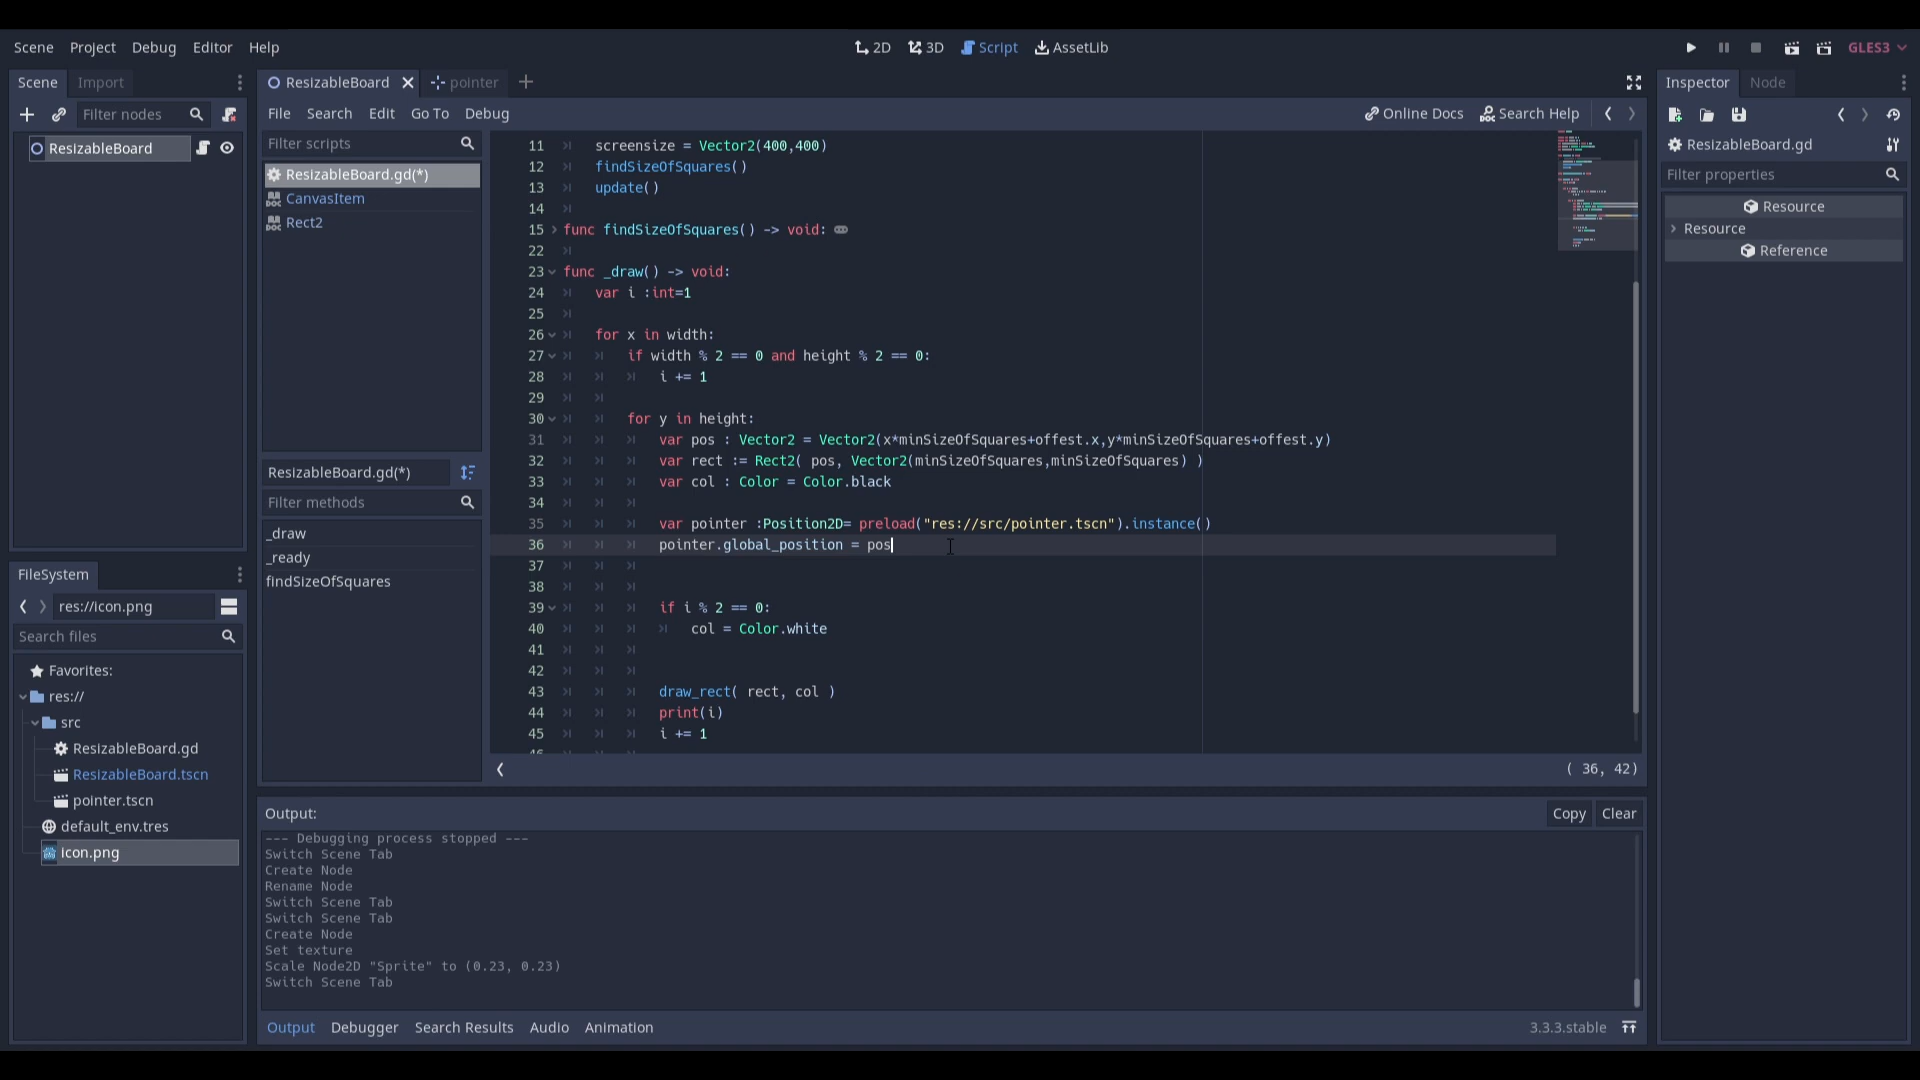 Scene Project Debug Editor Help
2D 3D Script AssetLib
GLES3
Scene Import
Filter nodes
ResizableBoard
ResizableBoard pointer
File Search Edit Go To Debug
Online Docs Search Help
Filter scripts
ResizableBoard.gd(*)
CanvasItem
Rect2
ResizableBoard.gd(*)
Filter methods
_draw
_ready
findSizeOfSquares
11 screensize = Vector2(400,400)
12 findSizeOfSquares()
13 update()
14
15 func findSizeOfSquares() -> void:
22
23 func _draw() -> void:
24 var i :int=1
25
26 for x in width:
27 if width % 2 == 0 and height % 2 == 0:
28 i += 1
29
30 for y in height:
31 var pos : Vector2 = Vector2(x*minSizeOfSquares+offest.x,y*minSizeOfSquares+offest.y)
32 var rect := Rect2( pos, Vector2(minSizeOfSquares,minSizeOfSquares) )
33 var col : Color = Color.black
34
35 var pointer :Position2D= preload("res://src/pointer.tscn").instance()
36 pointer.global_position = pos
37
38
39 if i % 2 == 0:
40 col = Color.white
41
42
43 draw_rect( rect, col )
44 print(i)
45 i += 1
( 36, 42)
FileSystem
res://icon.png
Search files
Favorites:
res://
src
ResizableBoard.gd
ResizableBoard.tscn
pointer.tscn
default_env.tres
icon.png
Output:
Copy Clear
--- Debugging process stopped ---
Switch Scene Tab
Create Node
Rename Node
Switch Scene Tab
Switch Scene Tab
Create Node
Set texture
Scale Node2D "Sprite" to (0.23, 0.23)
Switch Scene Tab
Output Debugger Search Results Audio Animation
3.3.3.stable
Inspector Node
ResizableBoard.gd
Filter properties
Resource
Resource
Reference